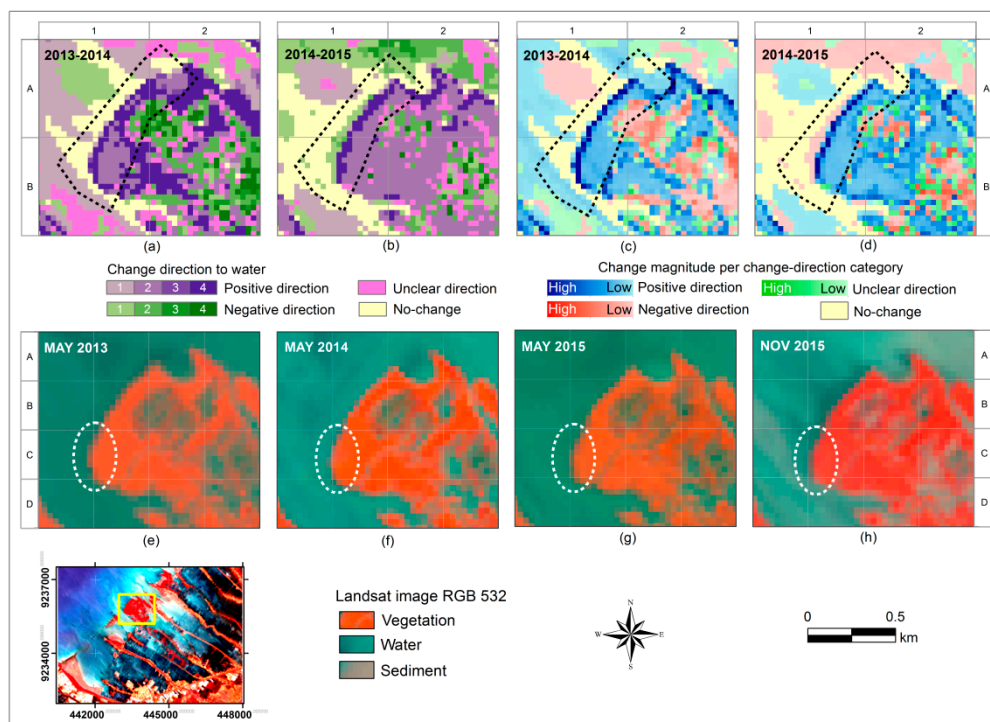 1 2 1 2 1 2 1 2
2013-2014 2014-2015 2013-2014 2014-2015
A A
B B
(a) (b) (c) (d)
Change direction to water
1 2 3 4 Positive direction
Unclear direction
1 2 3 4 Negative direction
No-change
Change magnitude per change-direction category
High Low Positive direction
High Low Unclear direction
High Low Negative direction
No-change
MAY 2013 MAY 2014 MAY 2015 NOV 2015
A A
B B
C C
D D
(e) (f) (g) (h)
9237000
9234000
442000 445000 448000
Landsat image RGB 532
Vegetation
Water
Sediment
N
W E
S
0 0.5
km